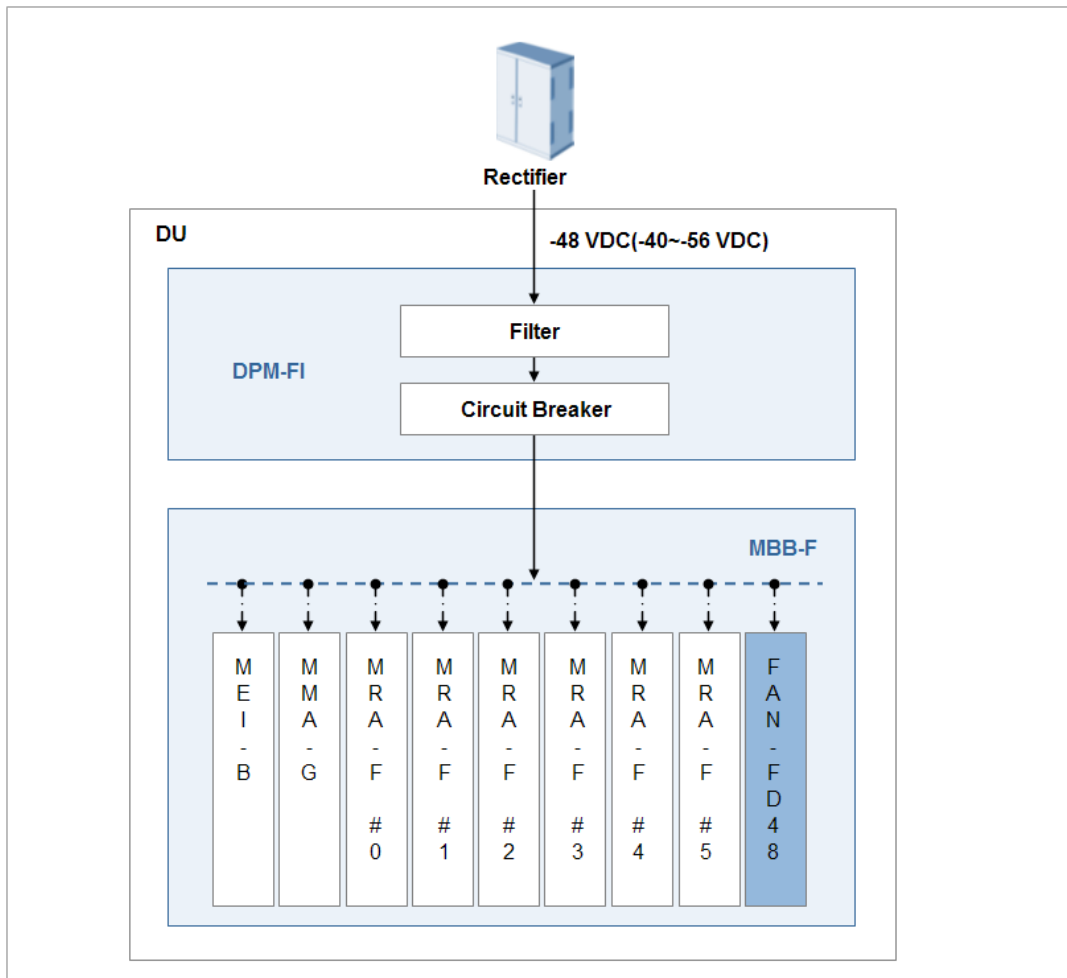 Rectifier
DU
-48 VDC(-40~-56 VDC)
Filter
DPM-FI
Circuit Breaker
MBB-F
MEI-B
MMA-G
MRA-F #0
MRA-F #1
MRA-F #2
MRA-F #3
MRA-F #4
MRA-F #5
FAN-FD48